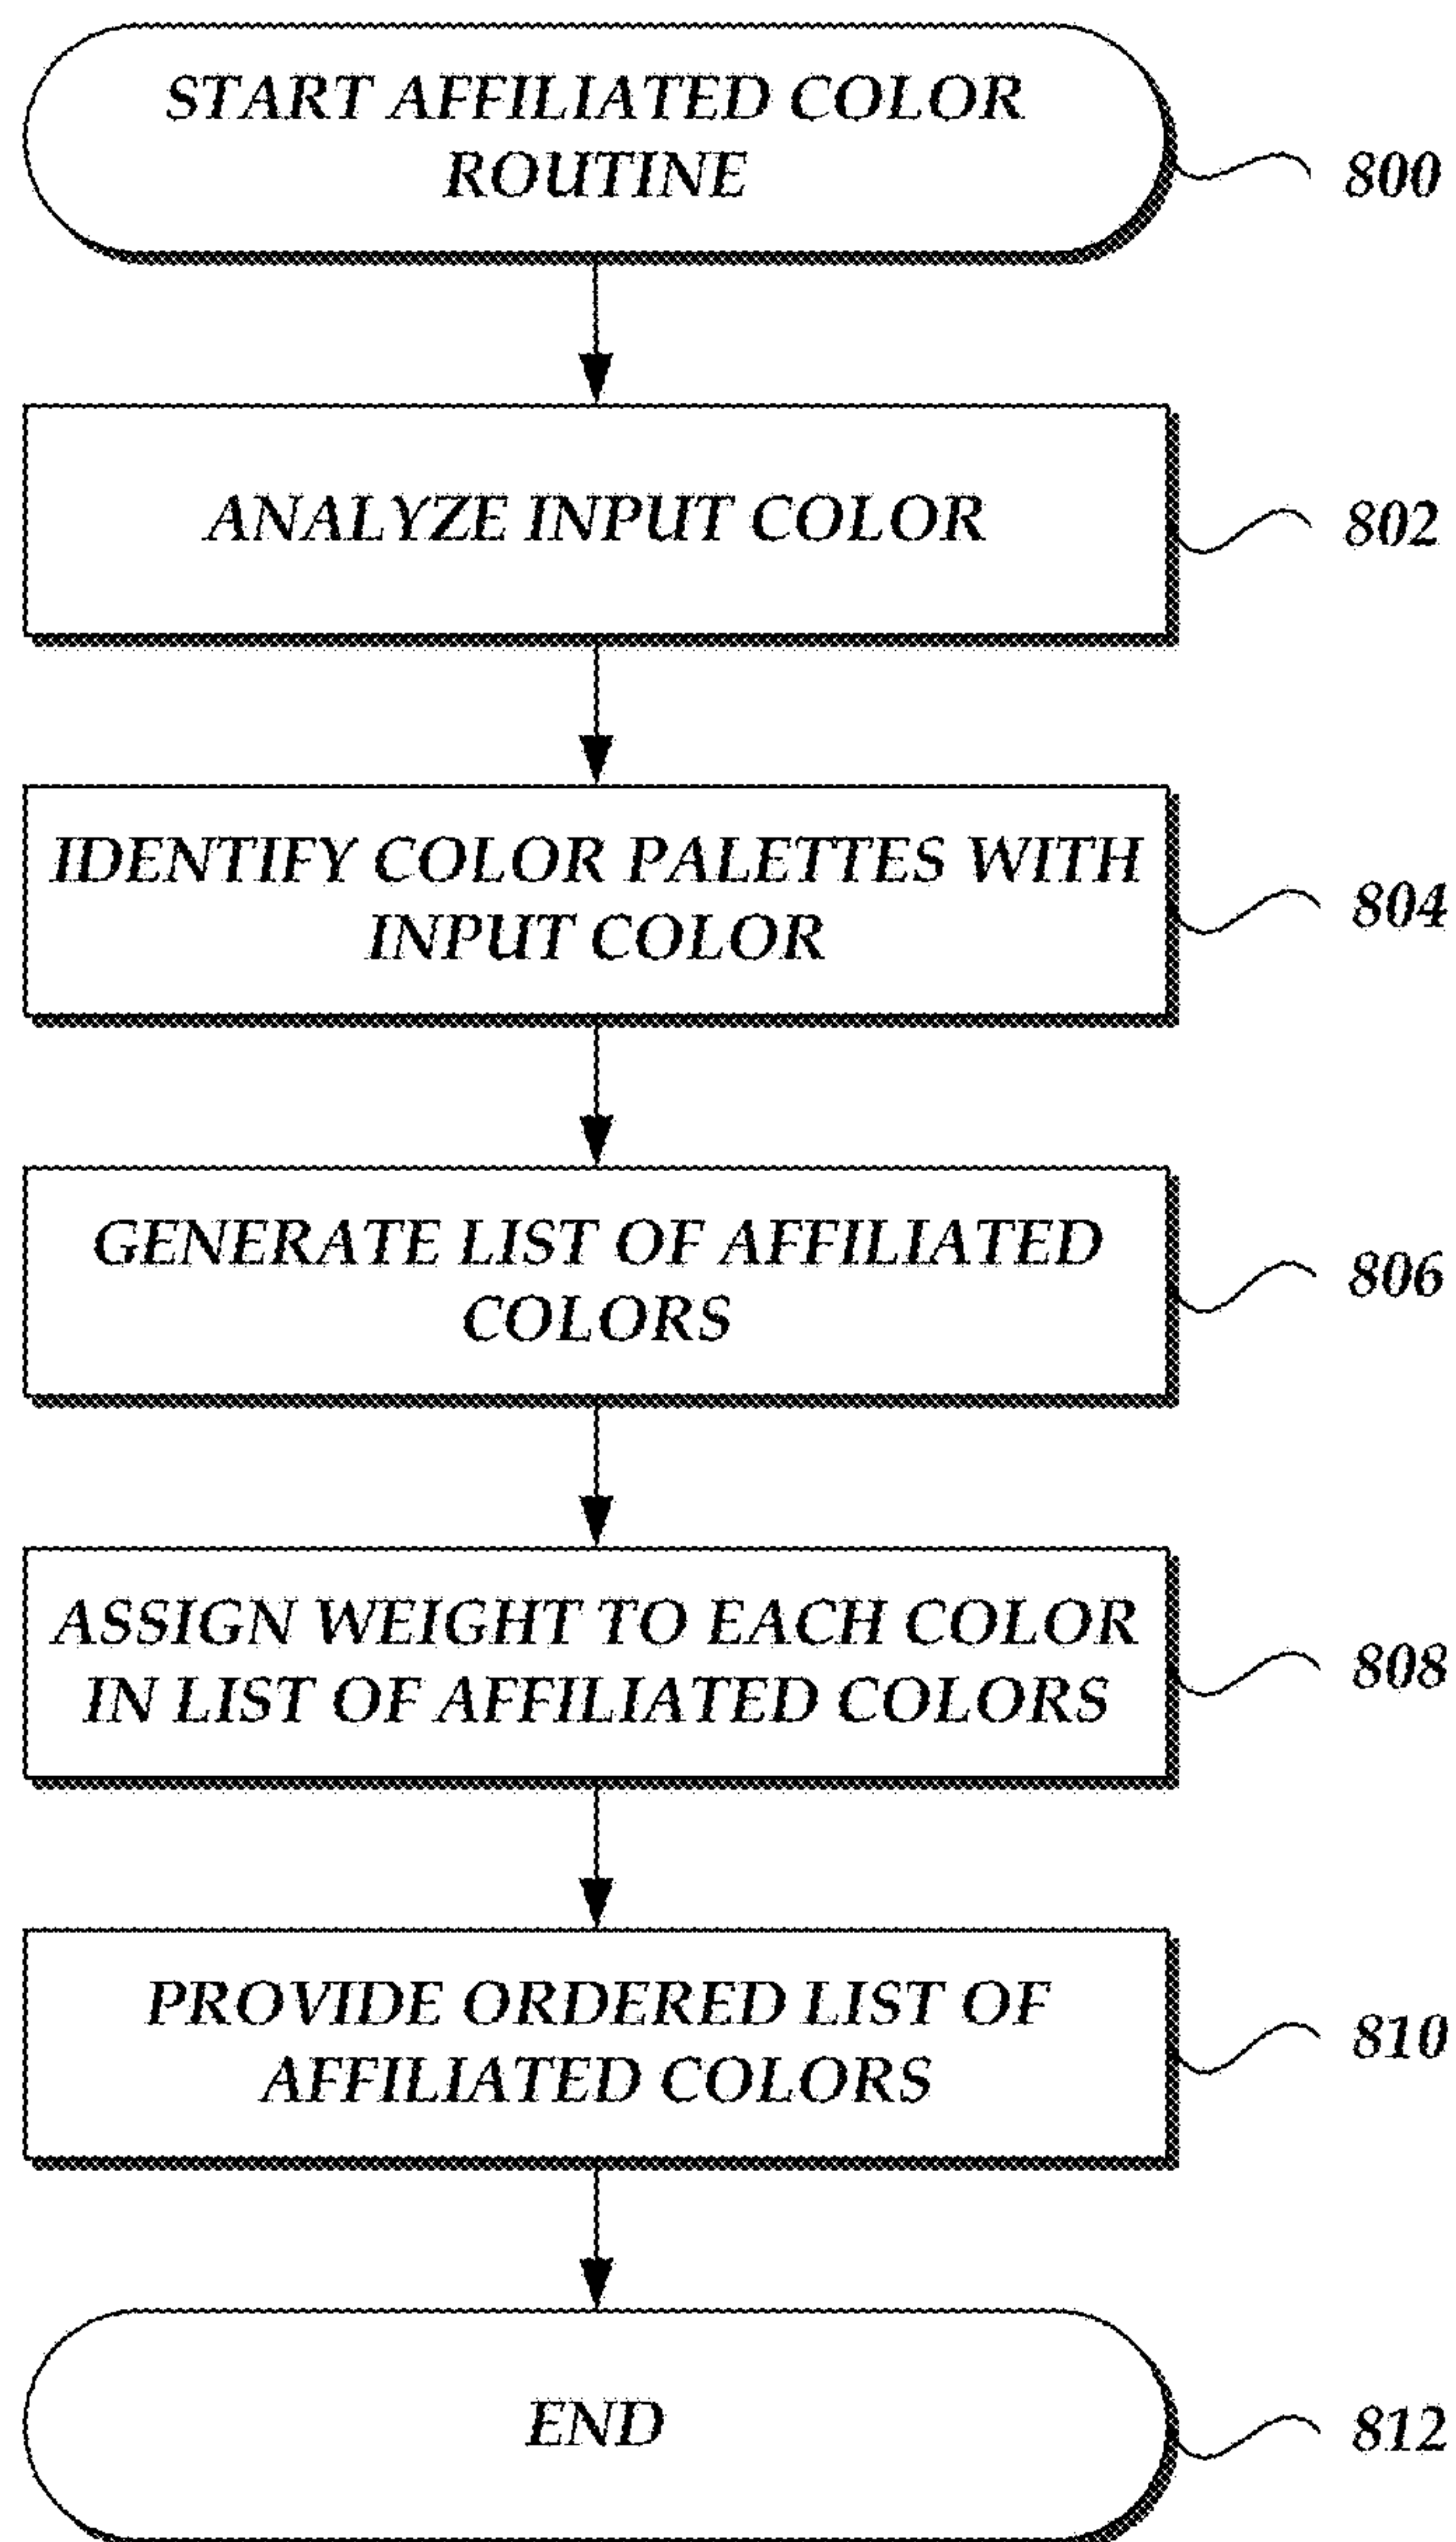 START AFFILIATED COLOR
ROUTINE
800
ANALYZE INPUT COLOR
802
IDENTIFY COLOR PALETTES WITH
INPUT COLOR
804
GENERATE LIST OF AFFILIATED
COLORS
806
ASSIGN WEIGHT TO EACH COLOR
IN LIST OF AFFILIATED COLORS
808
PROVIDE ORDERED LIST OF
AFFILIATED COLORS
810
END
812